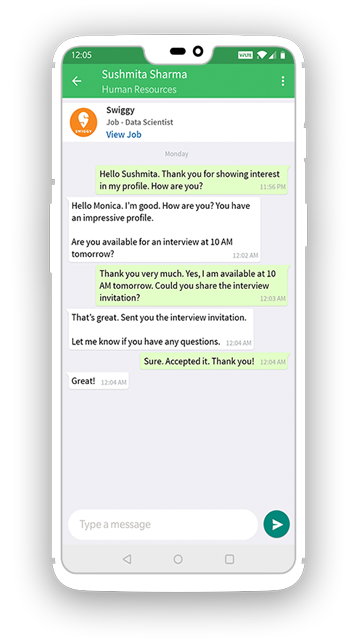 12:05
VoLTE
Sushmita Sharma
Human Resources
SWIGGY
Swiggy
Job - Data Scientist
View Job
Monday
Hello Sushmita. Thank you for showing interest
in my profile. How are you?
11:56 PM
Hello Monica. I'm good. How are you? You have
an impressive profile.
Are you available for an interview at 10 AM
tomorrow?
12:02 AM
Thank you very much. Yes, I am available at 10
AM tomorrow. Could you share the interview
invitation?
12:03 AM
That's great. Sent you the interview invitation.
Let me know if you have any questions.
12:04 AM
Sure. Accepted it. Thank you!
12:04 AM
Great!
12:04 AM
Type a message